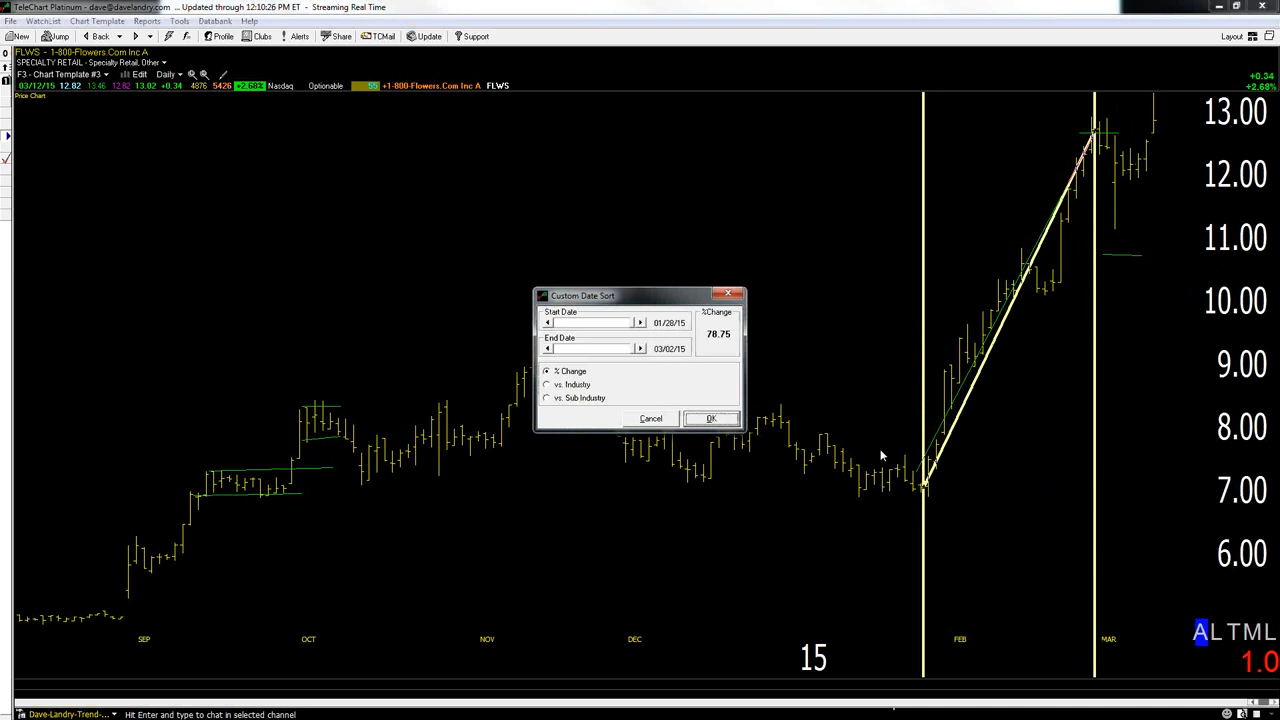 TeleChart Platinum - dave@davelandry.com ... Updated through 12:10:26 PM ET - Streaming Real Time
File WatchList Chart Template Reports Tools Databank Help
New Jump Back Profile Clubs Alerts Share TCMail Update Support Layout
FLWS - 1-800-Flowers.Com Inc A
SPECIALTY RETAIL - Specialty Retail, Other
F3 - Chart Template #3 Edit Daily
+0.34
03/12/15 12.82 13.46 12.82 13.02 +0.34 4876 5426 +2.68% Nasdaq Optionable 55 +1-800-Flowers.Com Inc A FLWS
+2.68%
Price Chart
13.00
12.00
11.00
10.00
9.00
8.00
7.00
6.00
Custom Date Sort
Start Date
01/28/15
End Date
03/02/15
%Change
78.75
% Change
vs. Industry
vs. Sub Industry
Cancel OK
SEP OCT NOV DEC 15 FEB MAR
ALTML
1.0
Dave-Landry-Trend-... Hit Enter and type to chat in selected channel